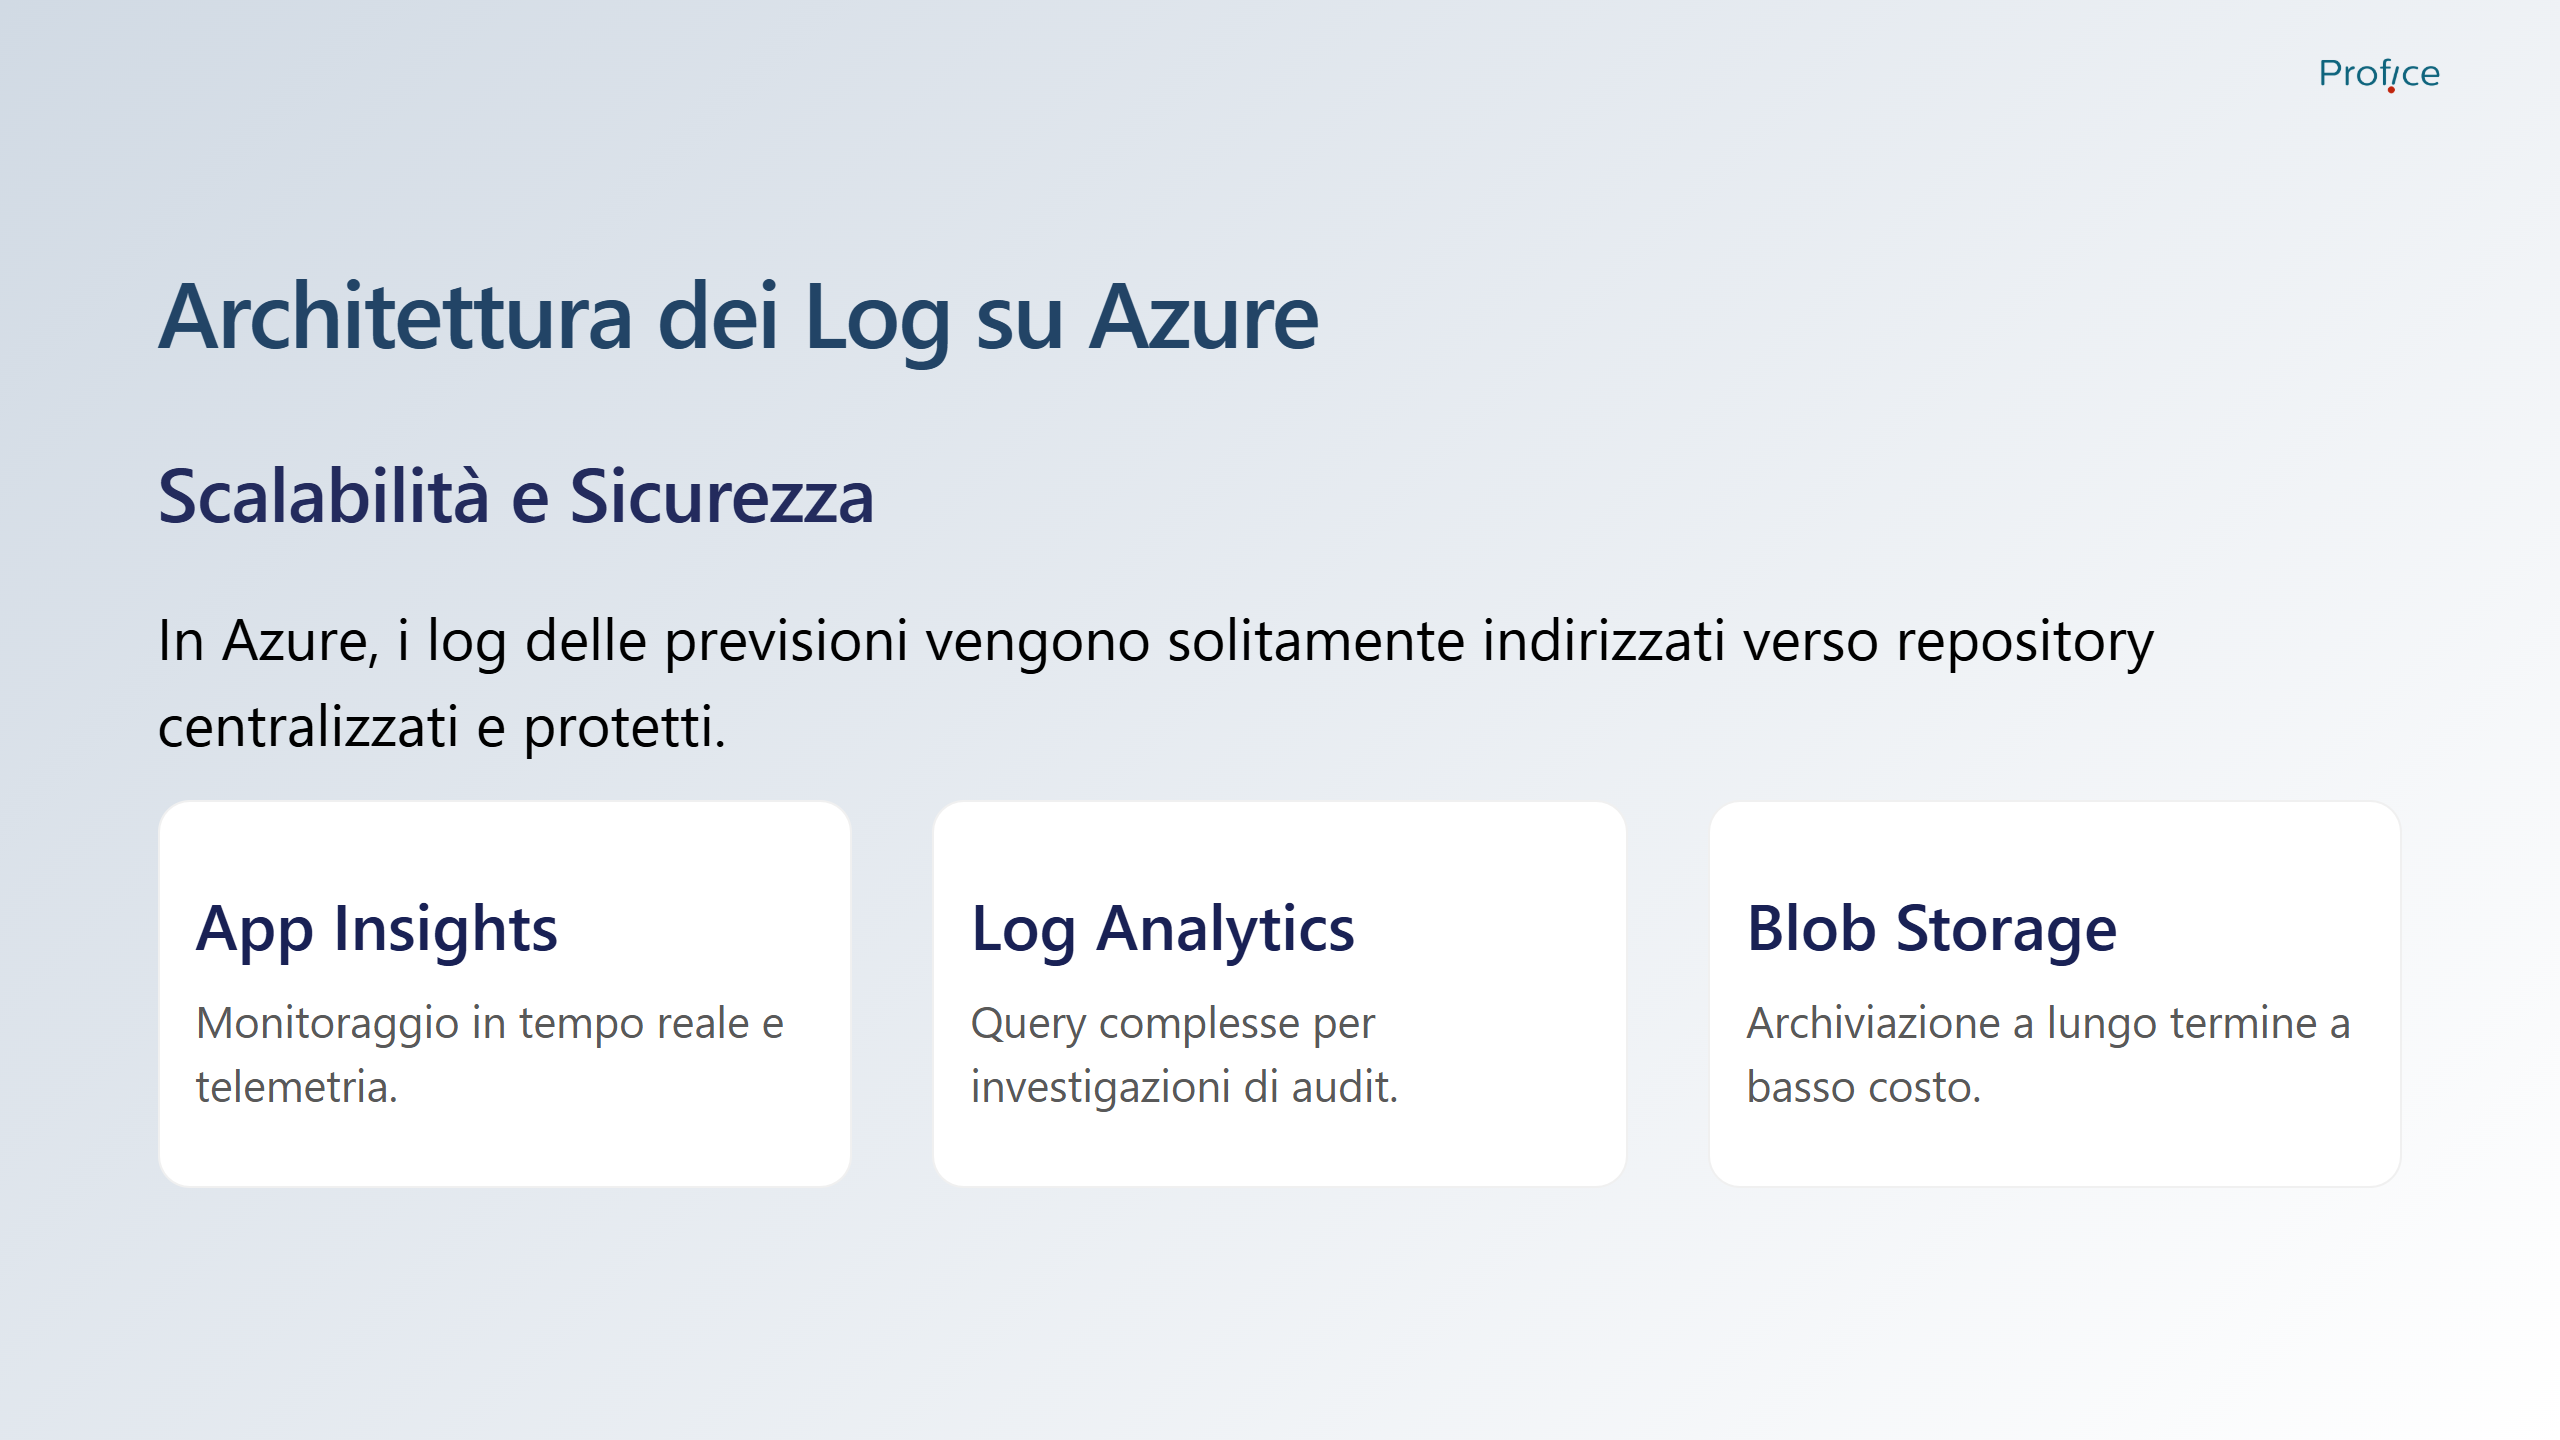 Profice
Architettura dei Log su Azure
Scalabilità e Sicurezza
In Azure, i log delle previsioni vengono solitamente indirizzati verso repository
centralizzati e protetti.
App Insights
Monitoraggio in tempo reale e
telemetria.
Log Analytics
Query complesse per
investigazioni di audit.
Blob Storage
Archiviazione a lungo termine a
basso costo.